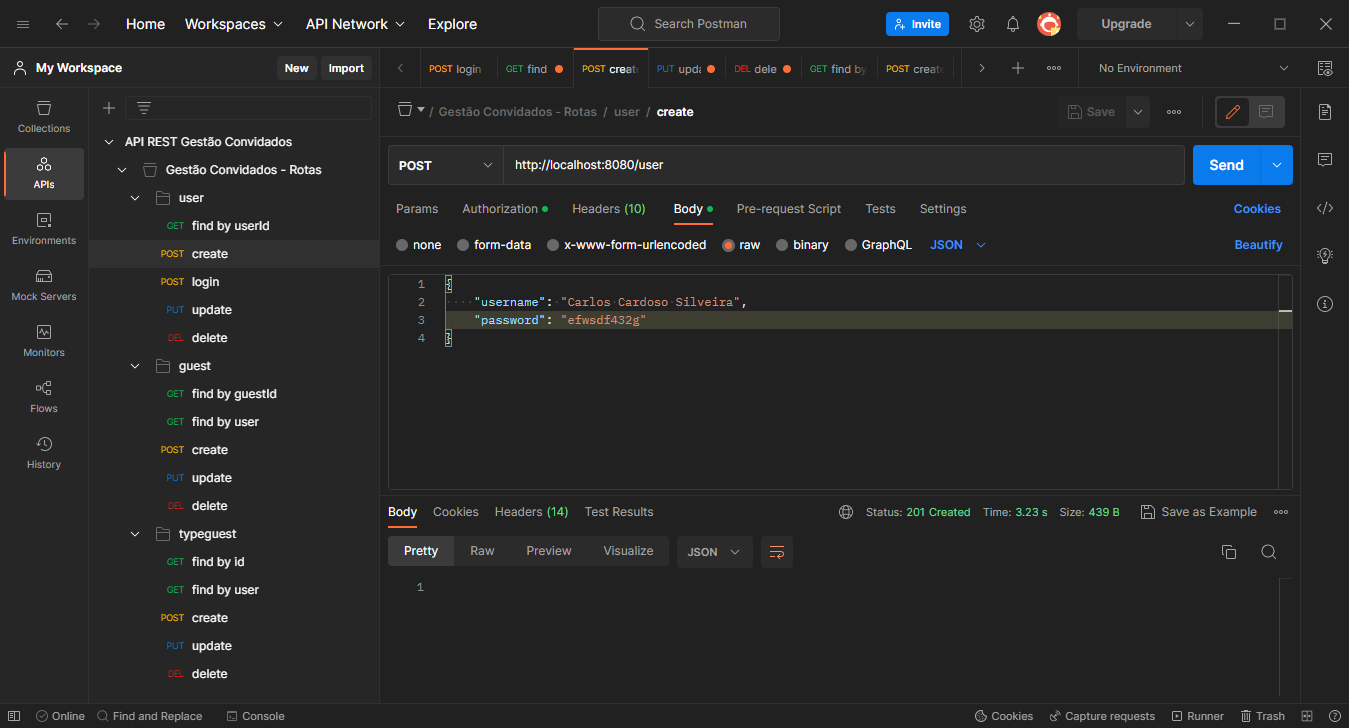 Home Workspaces API Network Explore Search Postman Invite Upgrade
My Workspace New Import POST login GET find POST create PUT upda DEL dele GET find by POST create No Environment
Collections
APIs
Environments
Mock Servers
Monitors
Flows
History
API REST Gestão Convidados
Gestão Convidados - Rotas
user
GET find by userId
POST create
POST login
PUT update
DEL delete
guest
GET find by guestId
GET find by user
POST create
PUT update
DEL delete
typeguest
GET find by id
GET find by user
POST create
PUT update
DEL delete
/ Gestão Convidados - Rotas / user / create Save
POST http://localhost:8080/user Send
Params Authorization Headers (10) Body Pre-request Script Tests Settings Cookies
none form-data x-www-form-urlencoded raw binary GraphQL JSON Beautify
1 {
2 "username": "Carlos Cardoso Silveira",
3 "password": "efwsdf432g"
4 }
Body Cookies Headers (14) Test Results Status: 201 Created Time: 3.23 s Size: 439 B Save as Example
Pretty Raw Preview Visualize JSON
1
Online Find and Replace Console Cookies Capture requests Runner Trash